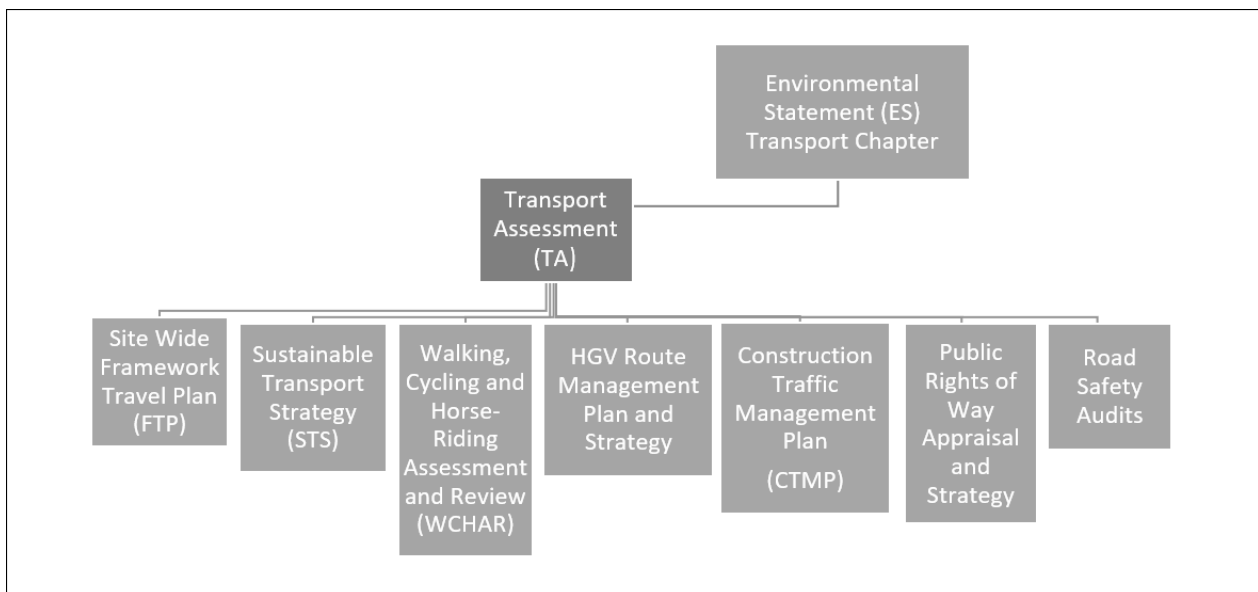 Environmental
Statement (ES)
Transport Chapter
Transport
Assessment
(TA)
Site Wide
Framework
Travel Plan
(FTP)
Sustainable
Transport
Strategy
(STS)
Walking,
Cycling and
Horse-
Riding
Assessment
and Review
(WCHAR)
HGV Route
Management
Plan and
Strategy
Construction
Traffic
Management
Plan
(CTMP)
Public
Rights of
Way
Appraisal
and
Strategy
Road
Safety
Audits